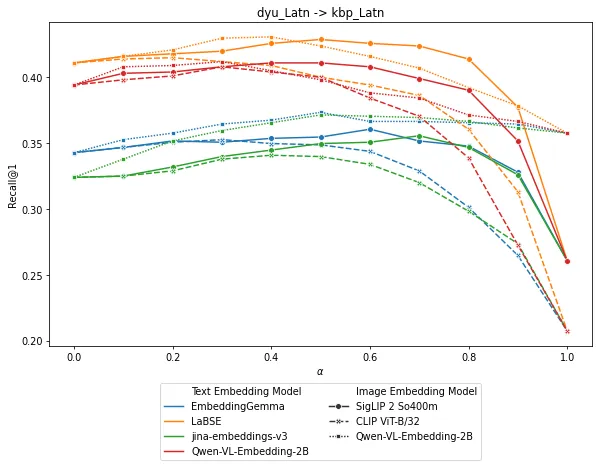 dyu_Latn -> kbp_Latn
Recall@1
0.40
0.35
0.30
0.25
0.20
0.0
0.2
0.4
0.6
0.8
1.0
α
Text Embedding Model
EmbeddingGemma
LaBSE
jina-embeddings-v3
Qwen-VL-Embedding-2B
Image Embedding Model
SigLIP 2 So400m
CLIP ViT-B/32
Qwen-VL-Embedding-2B